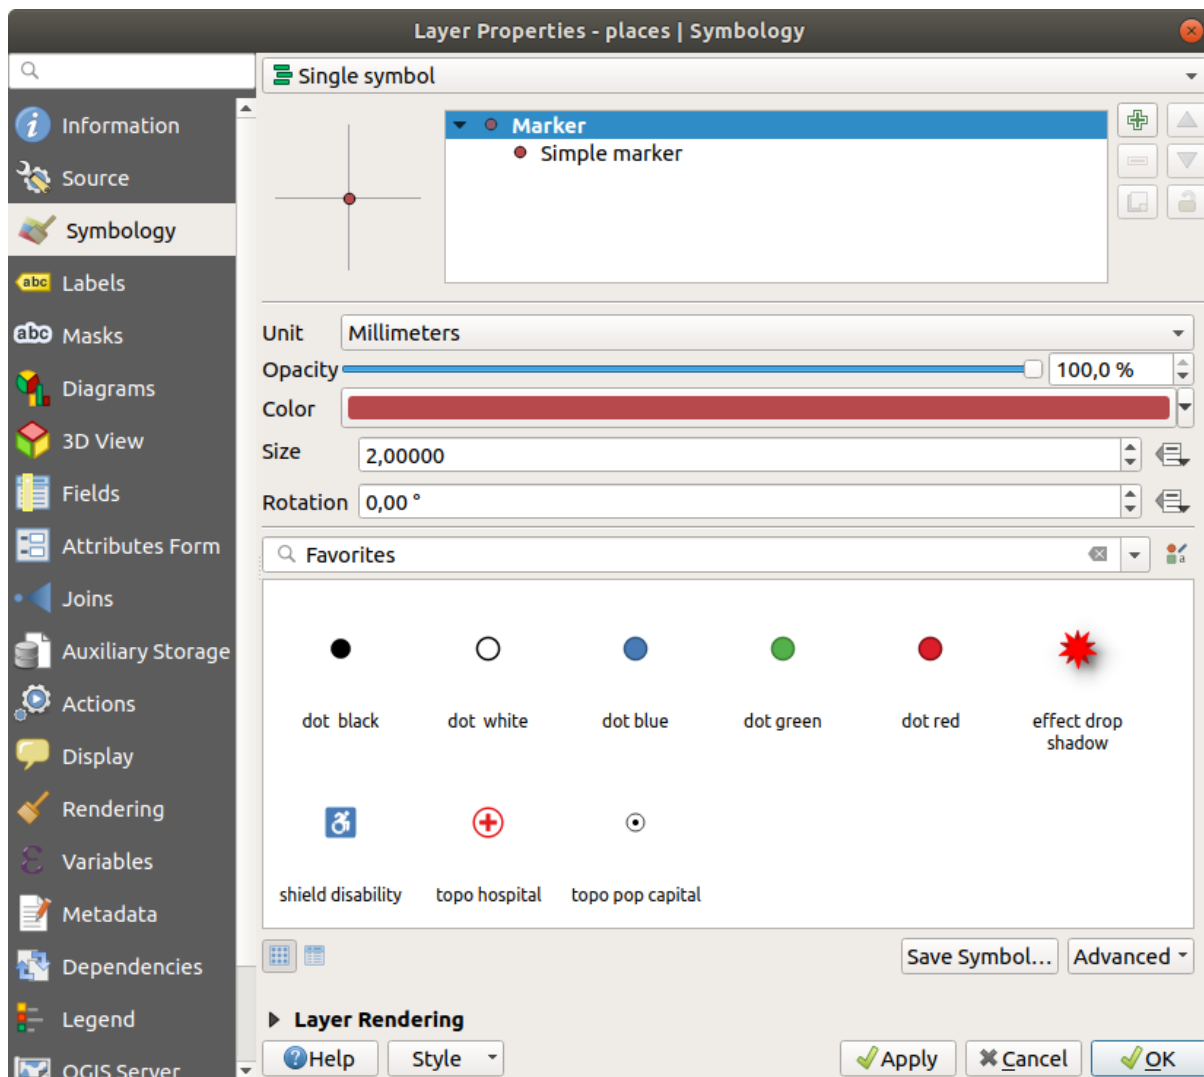 Layer Properties - places | Symbology
Single symbol
Information
Source
Symbology
Labels
Masks
Diagrams
3D View
Fields
Attributes Form
Joins
Auxiliary Storage
Actions
Display
Rendering
Variables
Metadata
Dependencies
Legend
QGIS Server
Marker
Simple marker
Unit Millimeters
Opacity 100,0 %
Color
Size 2,00000
Rotation 0,00 °
Favorites
dot black dot white dot blue dot green dot red effect drop shadow
shield disability topo hospital topo pop capital
Save Symbol... Advanced
Layer Rendering
Help Style Apply Cancel OK